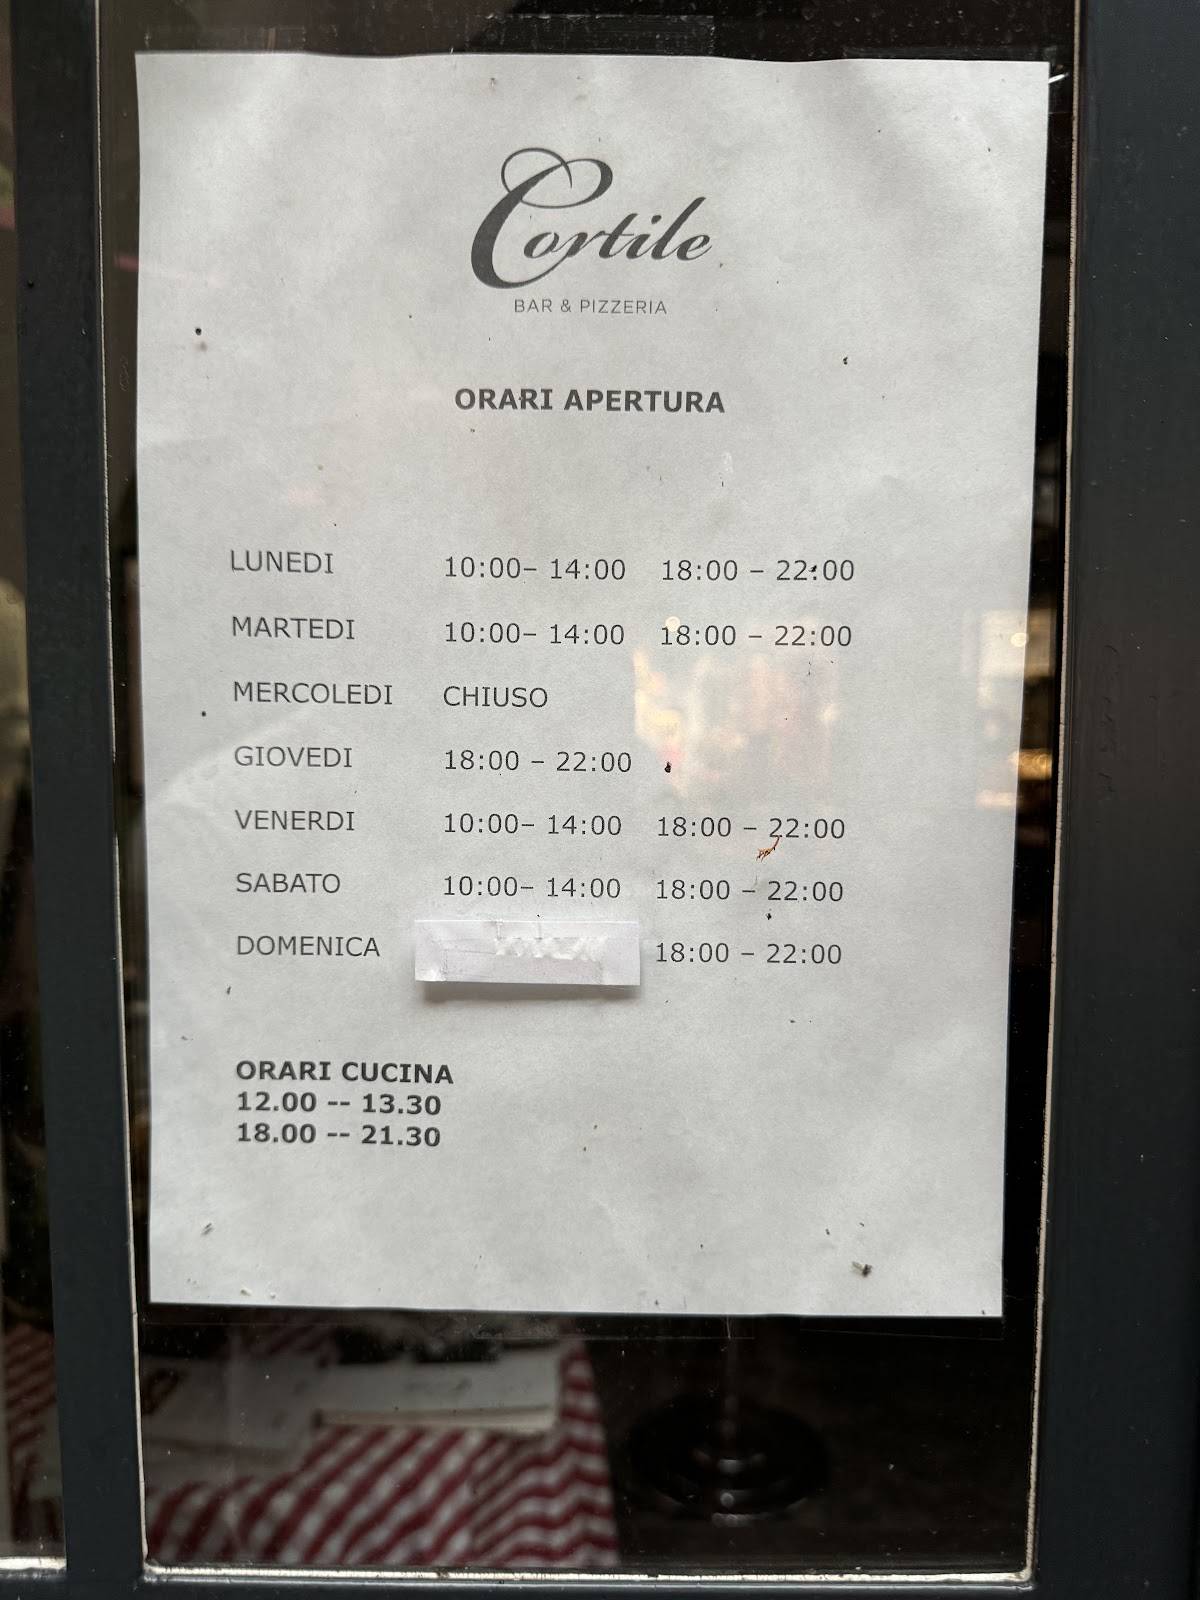 Cortile
BAR & PIZZERIA
ORARI APERTURA
LUNEDI 10:00– 14:00 18:00 – 22:00
MARTEDI 10:00– 14:00 18:00 – 22:00
MERCOLEDI CHIUSO
GIOVEDI 18:00 – 22:00
VENERDI 10:00– 14:00 18:00 – 22:00
SABATO 10:00– 14:00 18:00 – 22:00
DOMENICA 18:00 – 22:00
ORARI CUCINA
12.00 -- 13.30
18.00 -- 21.30